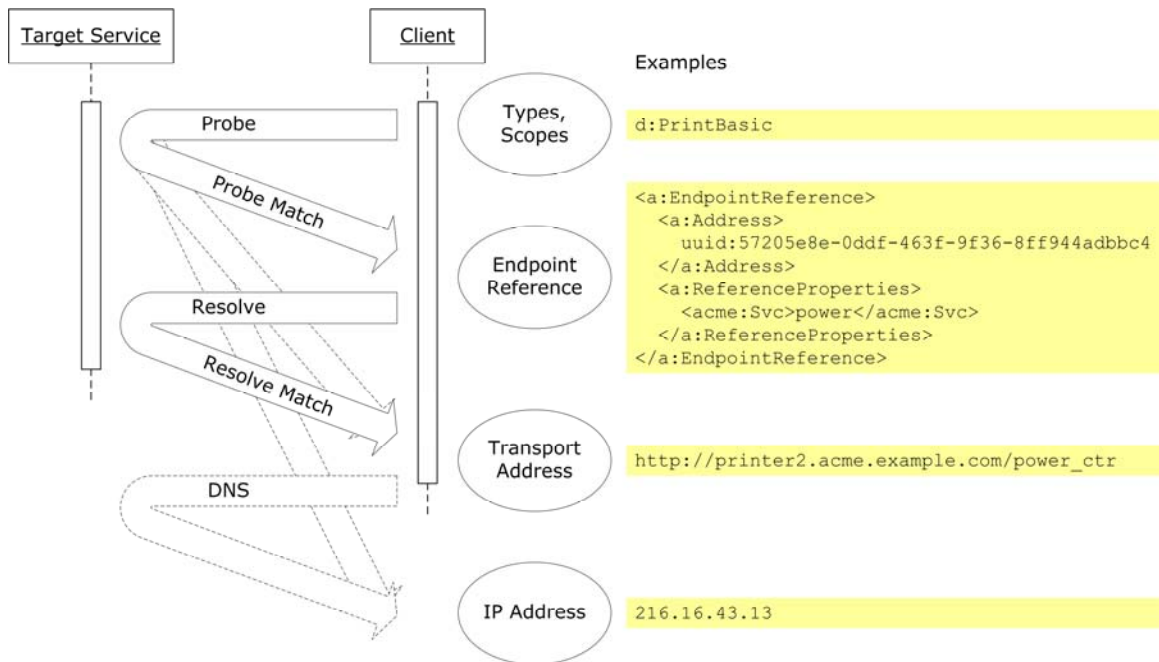 Target Service
Client
Examples
Probe
Types,
Scopes
d:PrintBasic
Probe Match
Endpoint
Reference
<a:EndpointReference>
<a:Address>
uuid:57205e8e-0ddf-463f-9f36-8ff944adbbc4
</a:Address>
<a:ReferenceProperties>
<acme:Svc>power</acme:Svc>
</a:ReferenceProperties>
</a:EndpointReference>
Resolve
Resolve Match
Transport
Address
http://printer2.acme.example.com/power_ctr
DNS
IP Address
216.16.43.13